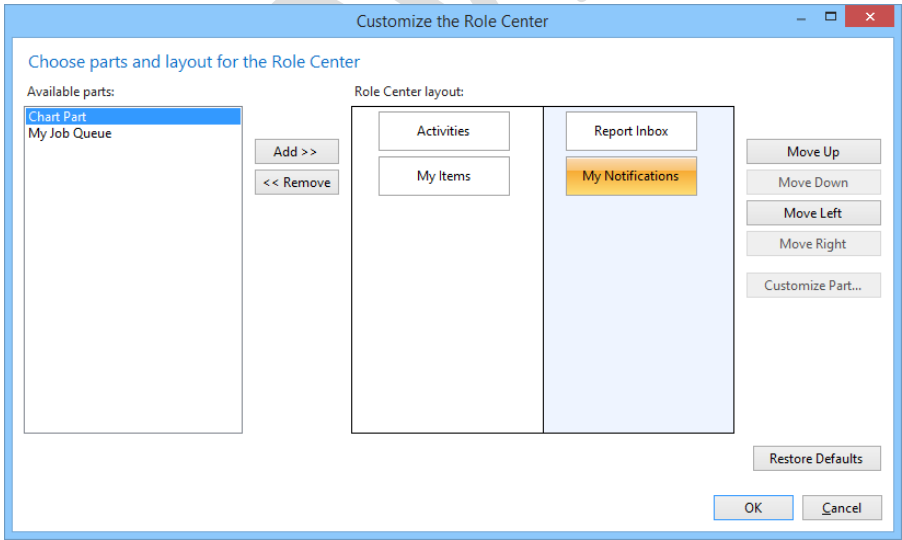 Customize the Role Center
Choose parts and layout for the Role Center
Available parts:
Chart Part
My Job Queue
Add >>
<< Remove
Role Center layout:
Activities
Report Inbox
My Items
My Notifications
Move Up
Move Down
Move Left
Move Right
Customize Part...
Restore Defaults
OK
Cancel